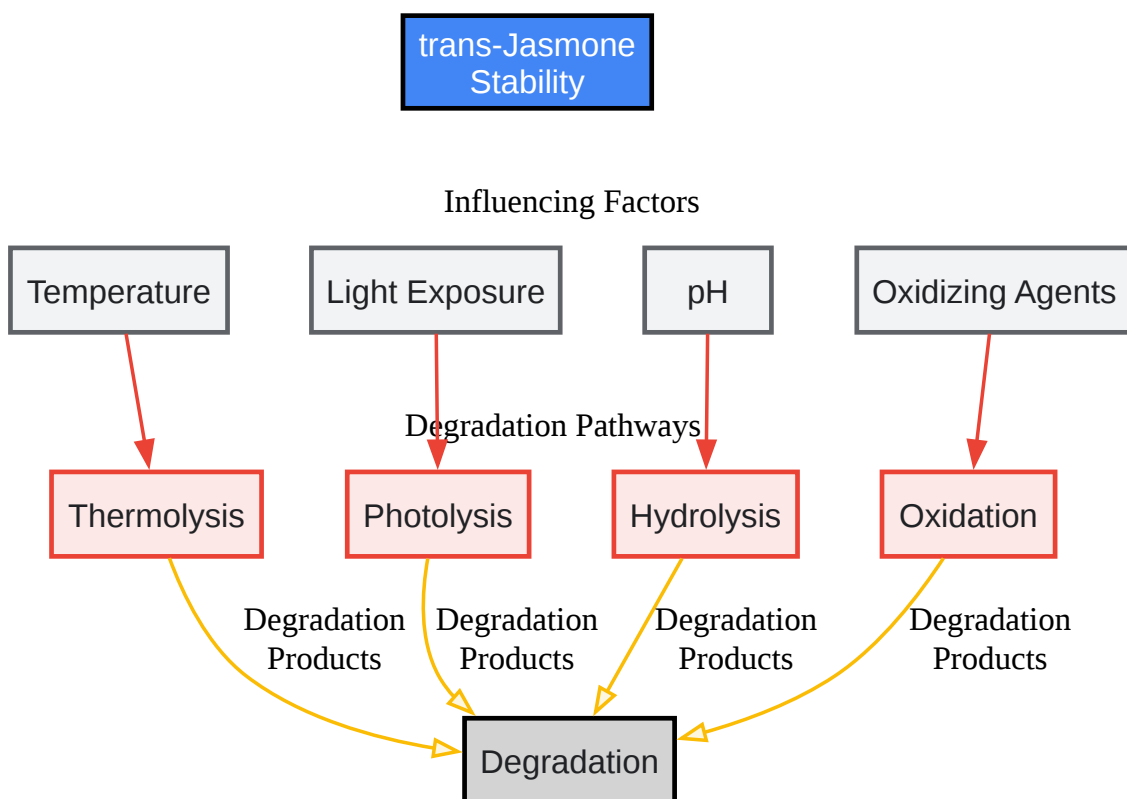 trans-Jasmone
Stability
Influencing Factors
Temperature
Light Exposure
pH
Oxidizing Agents
Degradation Pathways
Thermolysis
Photolysis
Hydrolysis
Oxidation
Degradation
Products
Degradation
Products
Degradation
Products
Degradation
Products
Degradation